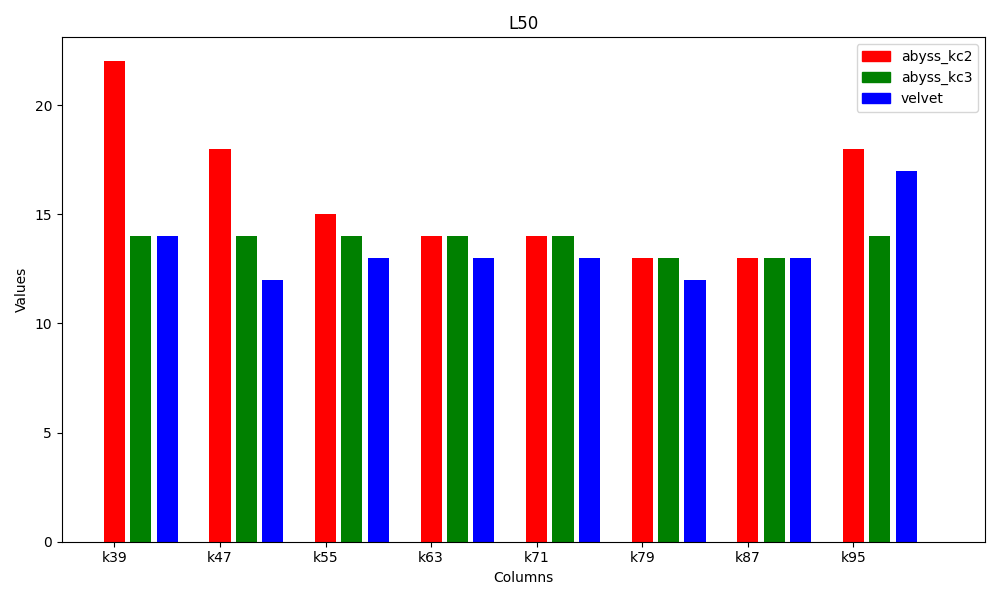 L50
abyss_kc2
abyss_kc3
velvet
Values
20
15
10
5
0
k39 k47 k55 k63 k71 k79 k87 k95
Columns